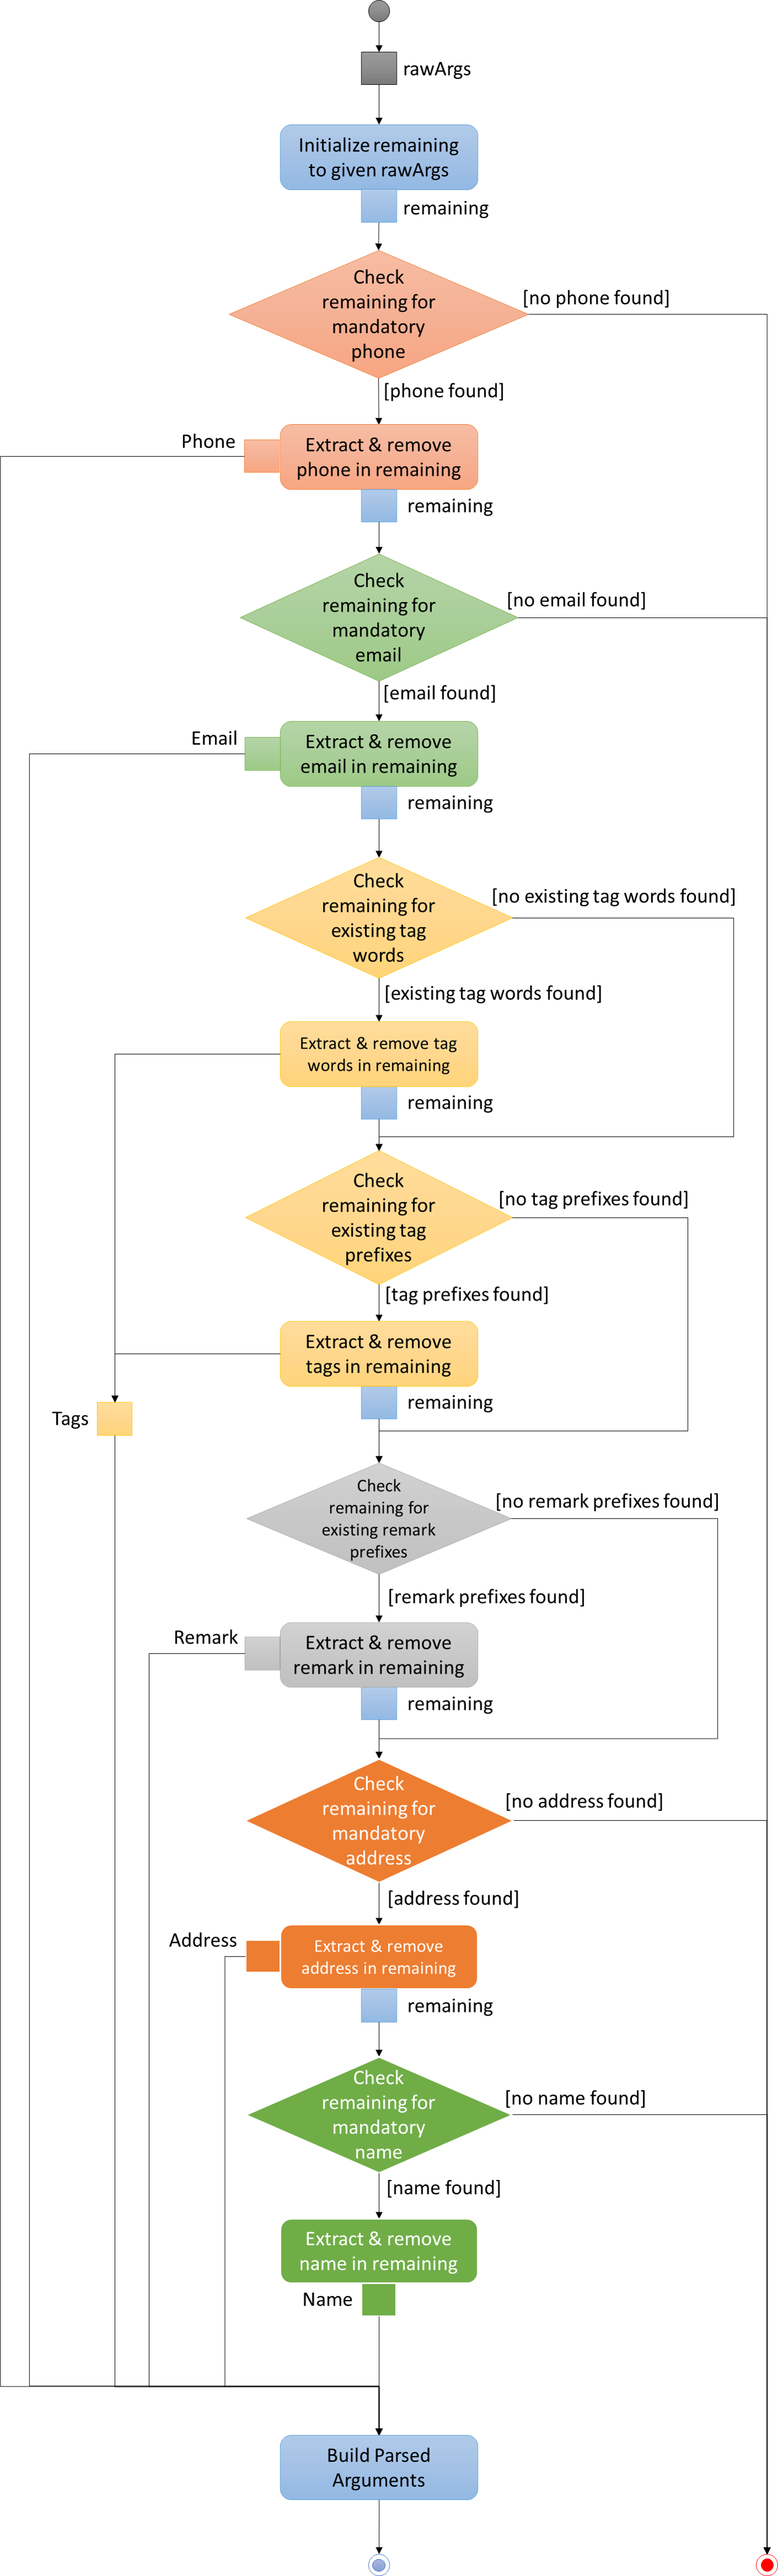 rawArgs
Initialize remaining
to given rawArgs
remaining
Check
remaining for
mandatory
phone
[no phone found]
[phone found]
Phone
Extract & remove
phone in remaining
remaining
Check
remaining for
mandatory
email
[no email found]
[email found]
Email
Extract & remove
email in remaining
remaining
Check
remaining for
existing tag
words
[no existing tag words found]
[existing tag words found]
Extract & remove tag
words in remaining
remaining
Check
remaining for
existing tag
prefixes
[no tag prefixes found]
[tag prefixes found]
Extract & remove
tags in remaining
remaining
Tags
Check
remaining for
existing remark
prefixes
[no remark prefixes found]
[remark prefixes found]
Remark
Extract & remove
remark in remaining
remaining
Check
remaining for
mandatory
address
[no address found]
[address found]
Address
Extract & remove
address in remaining
remaining
Check
remaining for
mandatory
name
[no name found]
[name found]
Extract & remove
name in remaining
Name
Build Parsed
Arguments